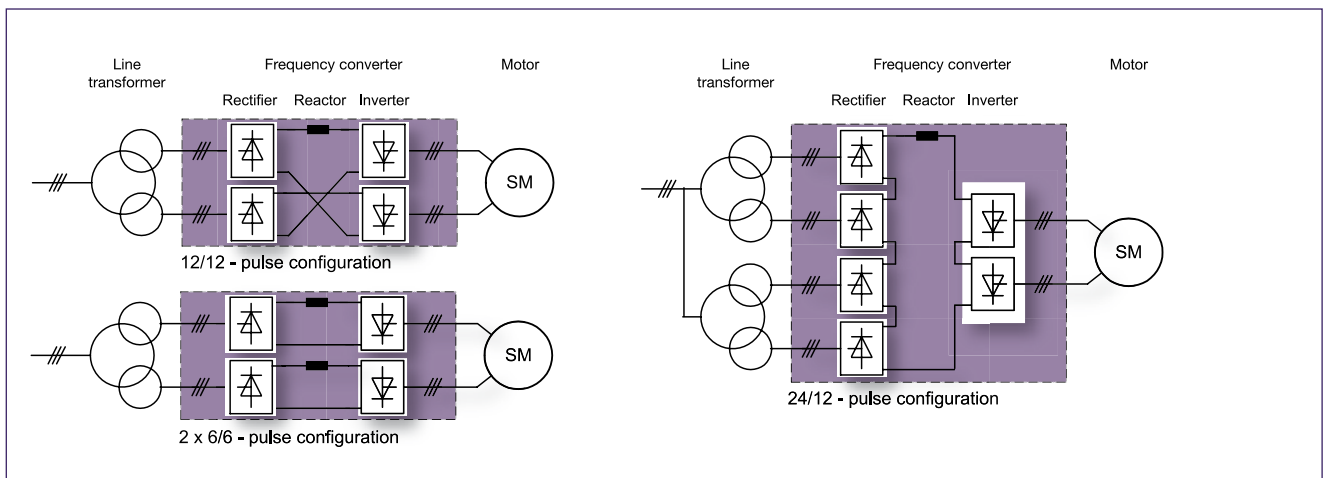 Line
transformer
Frequency converter
Motor
Rectifier Reactor Inverter
SM
12/12 - pulse configuration
SM
2 x 6/6 - pulse configuration
Line
transformer
Frequency converter
Motor
Rectifier Reactor Inverter
SM
24/12 - pulse configuration